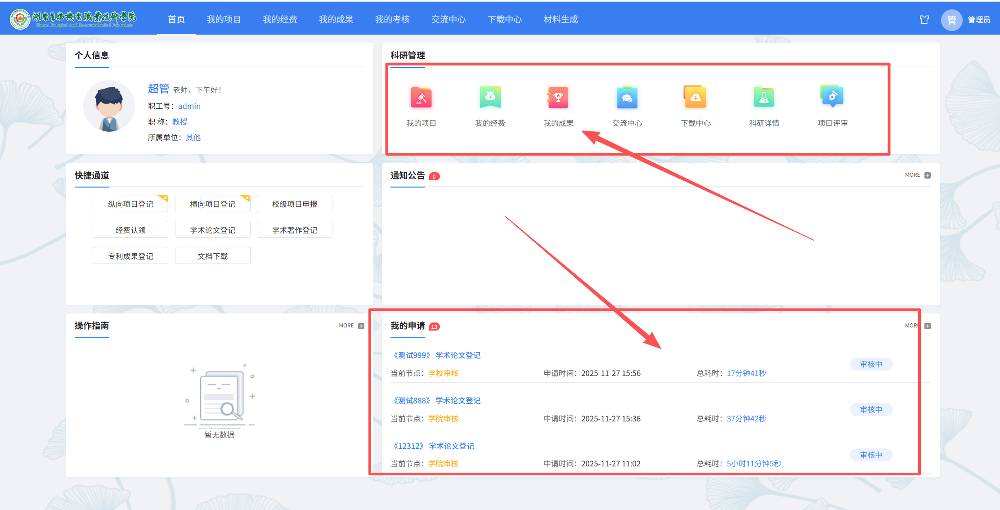 湖南生物機電職業技術學院
Hunan Biological And Electromechanical Polytechnic
首页 我的项目 我的经费 我的成果 我的考核 交流中心 下载中心 材料生成
管 管理员
个人信息
超管 老师，下午好！
职工号：admin
职 称：教授
所属单位：其他
科研管理
我的项目 我的经费 我的成果 交流中心 下载中心 科研详情 项目评审
快捷通道
纵向项目登记 横向项目登记 校级项目申报
经费认领 学术论文登记 学术著作登记
专利成果登记 文档下载
通知公告 0 MORE
操作指南 MORE
暂无数据
我的申请 13 MORE
《测试999》 学术论文登记
当前节点：学校审核 申请时间：2025-11-27 15:56 总耗时：17分钟41秒 审核中
《测试888》 学术论文登记
当前节点：学院审核 申请时间：2025-11-27 15:36 总耗时：37分钟42秒 审核中
《12312》 学术论文登记
当前节点：学院审核 申请时间：2025-11-27 11:02 总耗时：5小时11分钟5秒 审核中